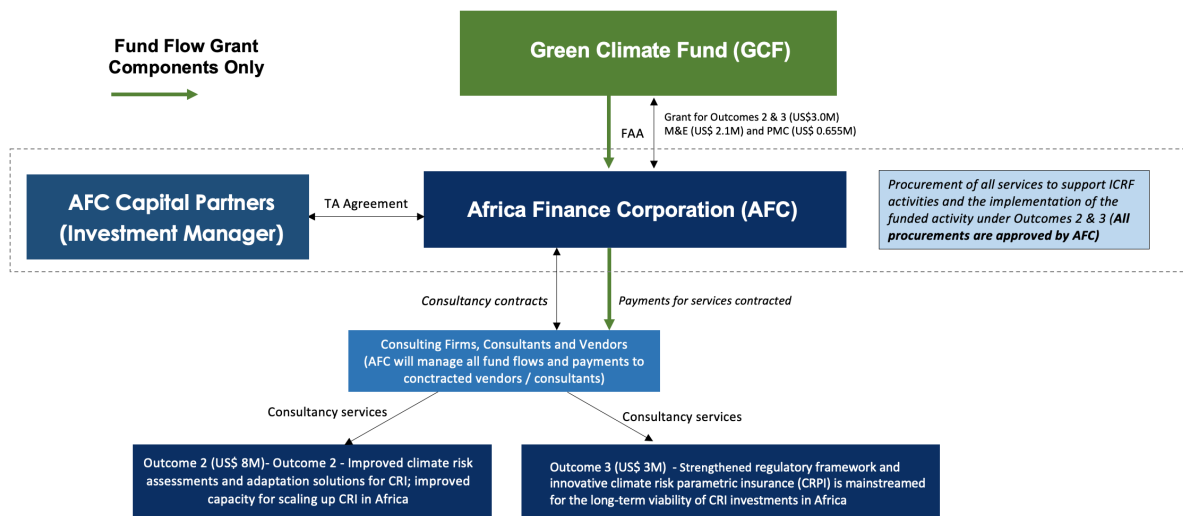 Fund Flow Grant
Components Only
Green Climate Fund (GCF)
FAA
Grant for Outcomes 2 & 3 (US$3.0M)
M&E (US$ 2.1M) and PMC (US$ 0.655M)
AFC Capital Partners
(Investment Manager)
TA Agreement
Africa Finance Corporation (AFC)
Procurement of all services to support ICRF
activities and the implementation of the
funded activity under Outcomes 2 & 3 (All
procurements are approved by AFC)
Consultancy contracts
Payments for services contracted
Consulting Firms, Consultants and Vendors
(AFC will manage all fund flows and payments to
conctracted vendors / consultants)
Consultancy services
Consultancy services
Outcome 2 (US$ 8M)- Outcome 2 - Improved climate risk
assessments and adaptation solutions for CRI; improved
capacity for scaling up CRI in Africa
Outcome 3 (US$ 3M)  - Strengthened regulatory framework and
innovative climate risk parametric insurance (CRPI) is mainstreamed
for the long-term viability of CRI investments in Africa